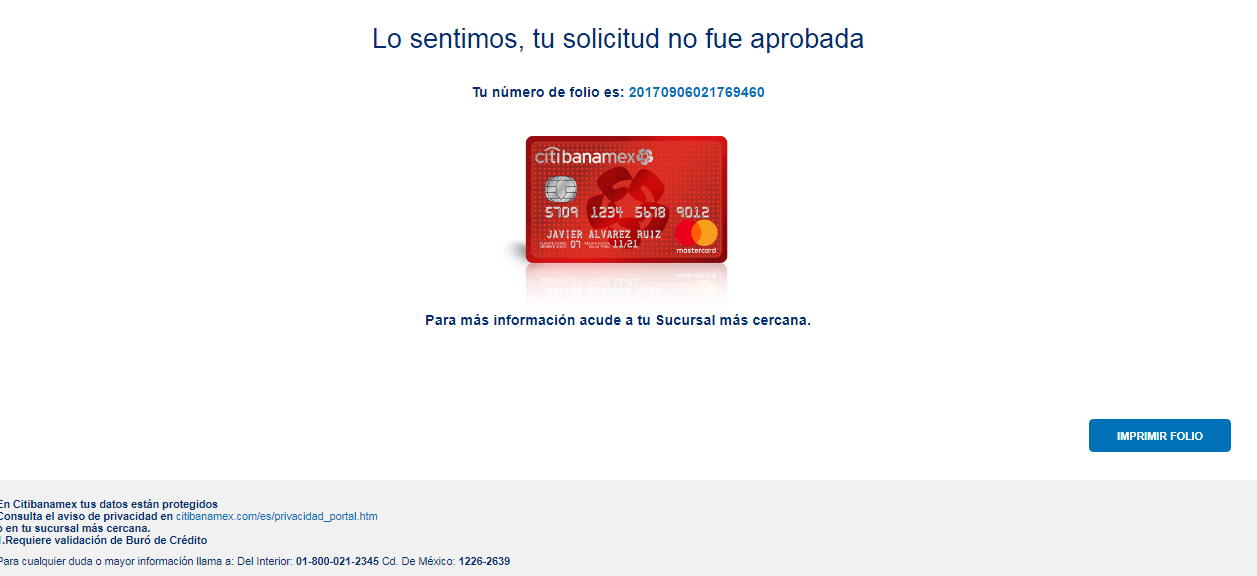 Lo sentimos, tu solicitud no fue aprobada
Tu número de folio es: 20170906021769460
citibanamex
5709 1234 5678 9012
JAVIER ALVAREZ RUIZ
07 11/21
mastercard
Para más información acude a tu Sucursal más cercana.
IMPRIMIR FOLIO
En Citibanamex tus datos están protegidos
Consulta el aviso de privacidad en citibanamex.com/es/privacidad_portal.htm
o en tu sucursal más cercana.
1.Requiere validación de Buró de Crédito
Para cualquier duda o mayor información llama a: Del Interior: 01-800-021-2345 Cd. De México: 1226-2639